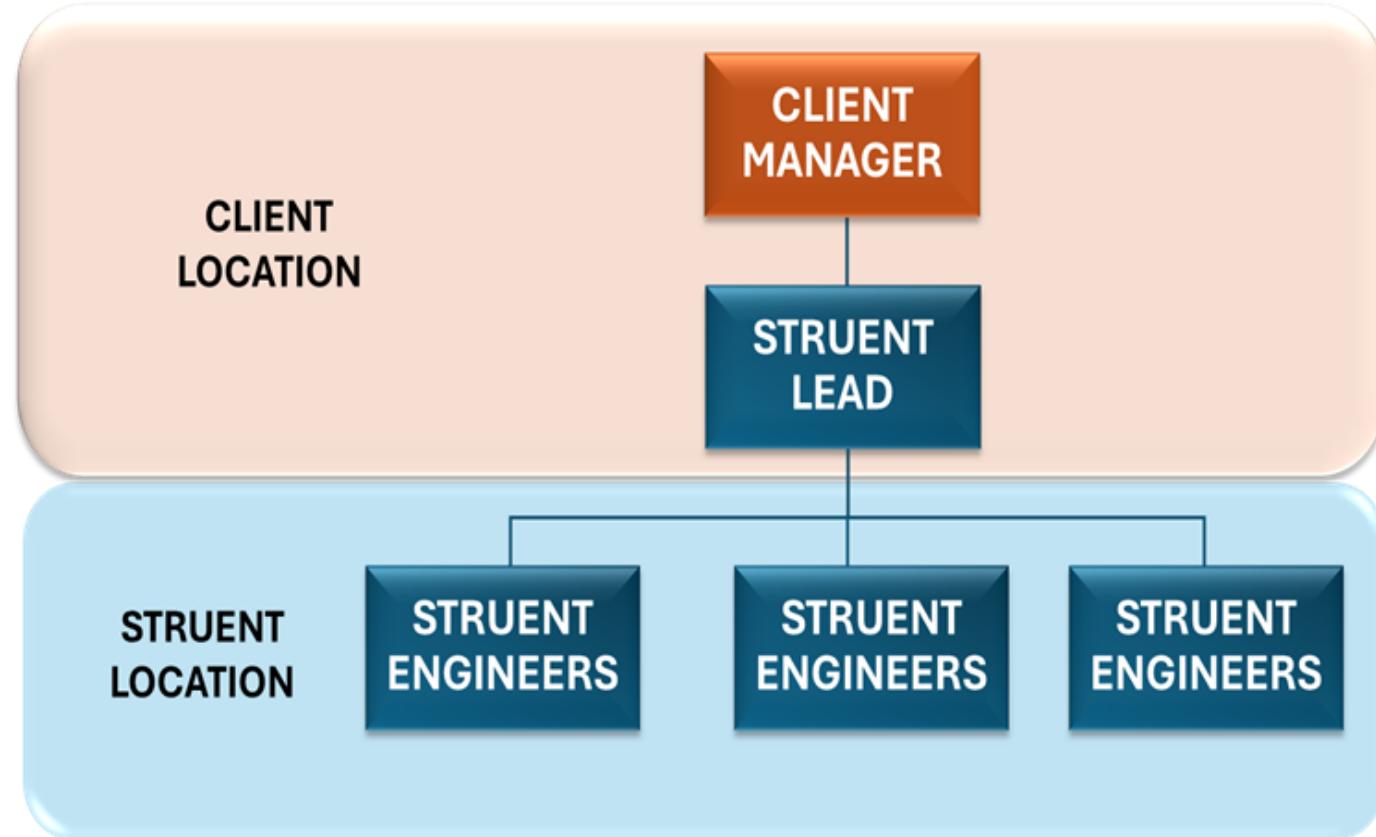 CLIENT
MANAGER
CLIENT
LOCATION
STRUENT
LEAD
STRUENT
LOCATION
STRUENT
ENGINEERS
STRUENT
ENGINEERS
STRUENT
ENGINEERS